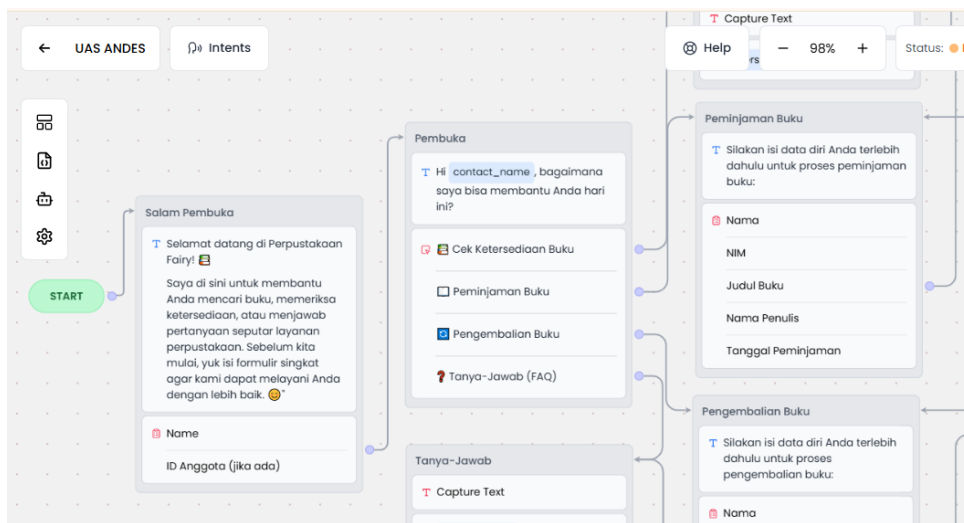 UAS ANDES
Intents
Capture Text
Help
98%
Status:
rs
START
Salam Pembuka
Selamat datang di Perpustakaan
Fairy! 📚
Saya di sini untuk membantu
Anda mencari buku, memeriksa
ketersediaan, atau menjawab
pertanyaan seputar layanan
perpustakaan. Sebelum kita
mulai, yuk isi formulir singkat
agar kami dapat melayani Anda
dengan lebih baik. 😊"
Name
ID Anggota (jika ada)
Pembuka
Hi contact_name , bagaimana
saya bisa membantu Anda hari
ini?
📚 Cek Ketersediaan Buku
📖 Peminjaman Buku
🔄 Pengembalian Buku
❓ Tanya-Jawab (FAQ)
Tanya-Jawab
Capture Text
Peminjaman Buku
Silakan isi data diri Anda terlebih
dahulu untuk proses peminjaman
buku:
Nama
NIM
Judul Buku
Nama Penulis
Tanggal Peminjaman
Pengembalian Buku
Silakan isi data diri Anda terlebih
dahulu untuk proses
pengembalian buku:
Nama